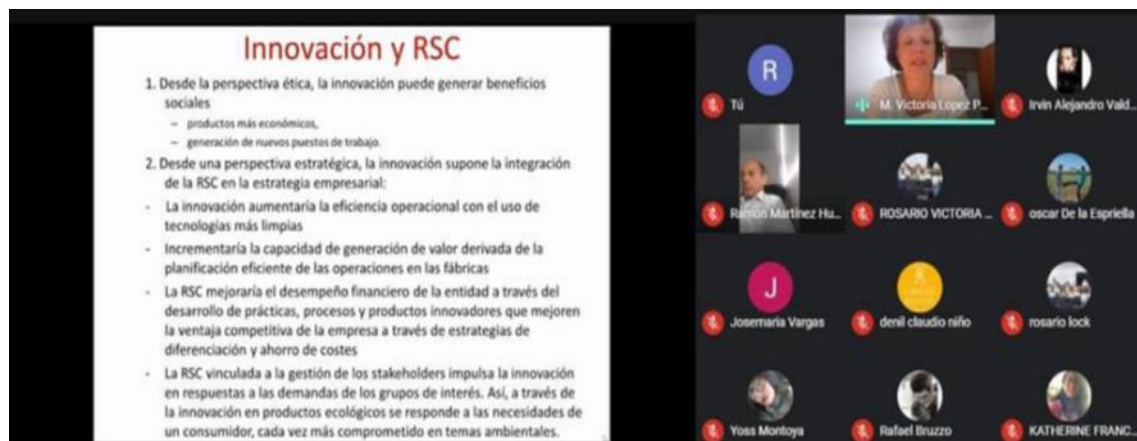 Innovación y RSC
1. Desde la perspectiva ética, la innovación puede generar beneficios
sociales
– productos más económicos,
– generación de nuevos puestos de trabajo.
2. Desde una perspectiva estratégica, la innovación supone la integración
de la RSC en la estrategia empresarial:
- La innovación aumentaría la eficiencia operacional con el uso de
tecnologías más limpias
- Incrementaría la capacidad de generación de valor derivada de la
planificación eficiente de las operaciones en las fábricas
- La RSC mejoraría el desempeño financiero de la entidad a través del
desarrollo de prácticas, procesos y productos innovadores que mejoren
la ventaja competitiva de la empresa a través de estrategias de
diferenciación y ahorro de costes
- La RSC vinculada a la gestión de los stakeholders impulsa la innovación
en respuestas a las demandas de los grupos de interés. Así, a través de
la innovación en productos ecológicos se responde a las necesidades de
un consumidor, cada vez más comprometido en temas ambientales.
R
Tú
M. Victoria Lopez P...
Irvin Alejandro Vald...
Ramón Martinez Hu...
ROSARIO VICTORIA ...
oscar De la Espriella
J
Josemaria Vargas
denil claudio niño
rosario lock
Yoss Montoya
Rafael Bruzzo
KATHERINE FRANC...